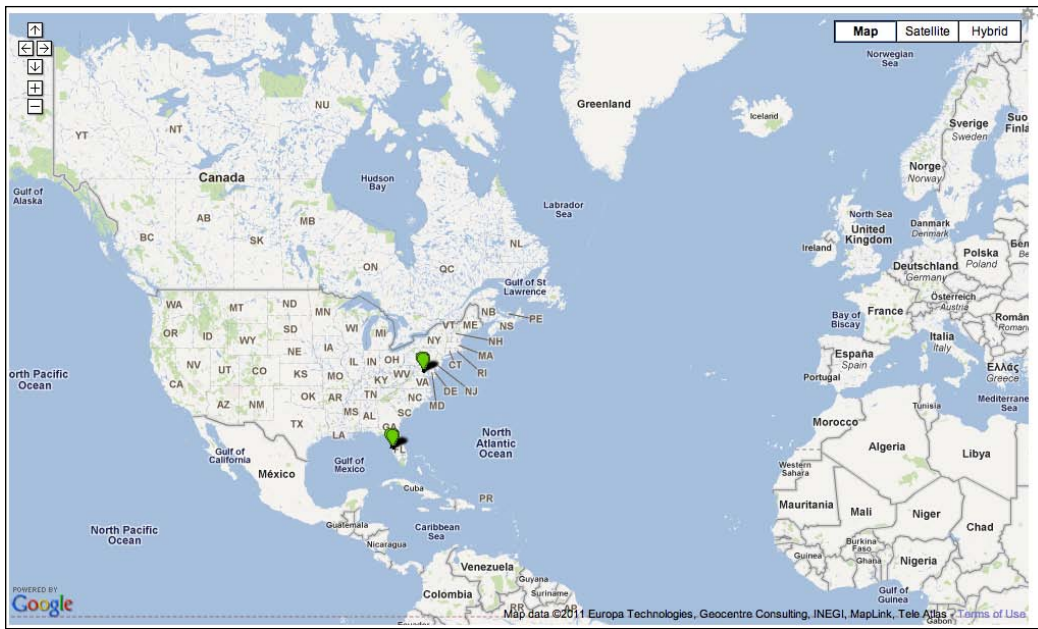 Map
Satellite
Hybrid
Norwegian
Sea
Greenland
Iceland
Sverige
Sweden
Norge
Norway
NU
YT
NT
Canada
Hudson
Bay
Gulf of
Alaska
Labrador
Sea
North Sea
United
Kingdom
Danmark
Denmark
Ireland
AB
MB
BC
SK
NL
ON
QC
Polska
Poland
Deutschland
Germany
Gulf of St
Lawrence
Österreich
Austria
WA
MT
ND
MN
NB
PE
NS
Bay of
Biscay
France
OR
ID
SD
WI
MI
VT
ME
NH
WY
NY
Italia
Italy
NE
IA
MA
España
Spain
NV
UT
CO
KS
MO
IL
IN
OH
WV
CT
RI
Ελλάς
Greece
orth Pacific
Ocean
CA
KY
VA
DE
NJ
Portugal
OK
AR
TN
NC
MD
Mediterranean
Sea
AZ
NM
MS
AL
SC
Tunisia
Morocco
TX
LA
GA
FL
North
Atlantic
Ocean
Algeria
Libya
Gulf of
California
Gulf of
Mexico
México
Western
Sahara
Cuba
PR
Mauritania
Mali
Niger
Chad
North Pacific
Ocean
Guatemala
Caribbean
Sea
Nicaragua
Burkina
Faso
Guinea
Ghana
Nigeria
Venezuela
Guyana
Suriname
Colombia
Gulf of
Guinea
POWERED BY
Google
RR
AP
Ecuador
Gabon
Map data ©2011 Europa Technologies, Geocentre Consulting, INEGI, MapLink, Tele Atlas - Terms of Use